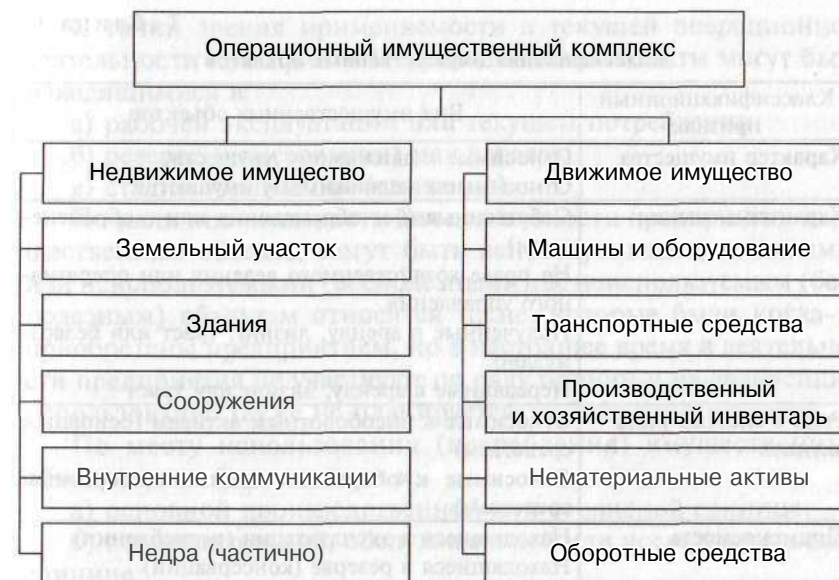 Операционный имущественный комплекс
Недвижимое имущество
Движимое имущество
Земельный участок
Машины и оборудование
Здания
Транспортные средства
Сооружения
Производственный
и хозяйственный инвентарь
Внутренние коммуникации
Нематериальные активы
Недра (частично)
Оборотные средства